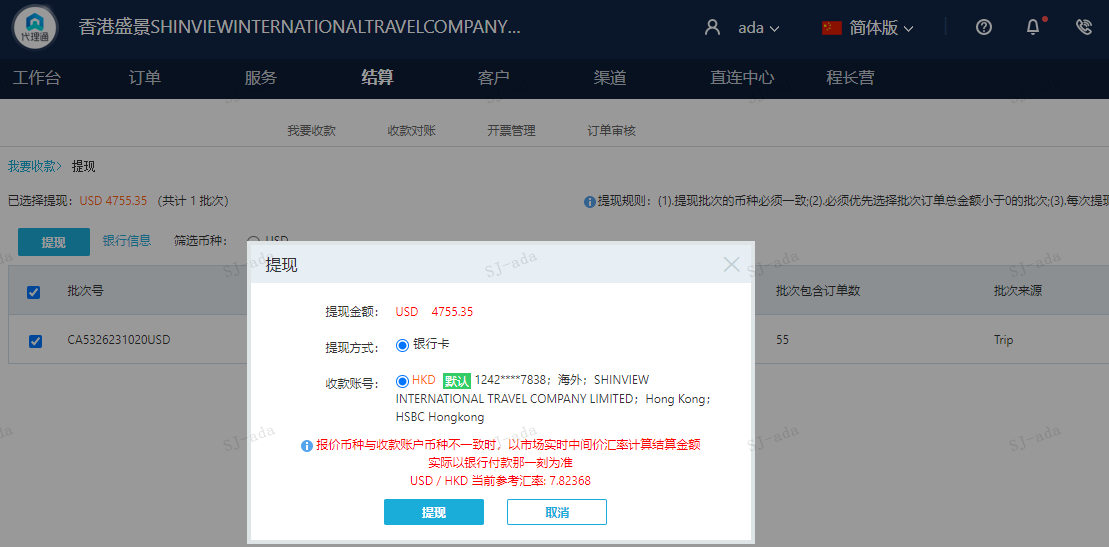 代理通
香港盛景SHINVIEWINTERNATIONALTRAVELCOMPANY...
ada
简体版
工作台 订单 服务 结算 客户 渠道 直连中心 程长营
我要收款 收款对账 开票管理 订单审核
我要收款> 提现
已选择提现：USD 4755.35 (共计 1 批次)
提现规则：(1).提现批次的币种必须一致;(2).必须优先选择批次订单总金额小于0的批次;(3).每次提现
提现 银行信息 筛选币种： USD
批次号 批次包含订单数 批次来源
CA5326231020USD 55 Trip
提现
提现金额： USD 4755.35
提现方式： 银行卡
收款账号： HKD 默认 1242****7838；海外；SHINVIEW
INTERNATIONAL TRAVEL COMPANY LIMITED；Hong Kong；
HSBC Hongkong
报价币种与收款账户币种不一致时，以市场实时中间价汇率计算结算金额
实际以银行付款那一刻为准
USD / HKD 当前参考汇率: 7.82368
提现 取消
SJ-ada